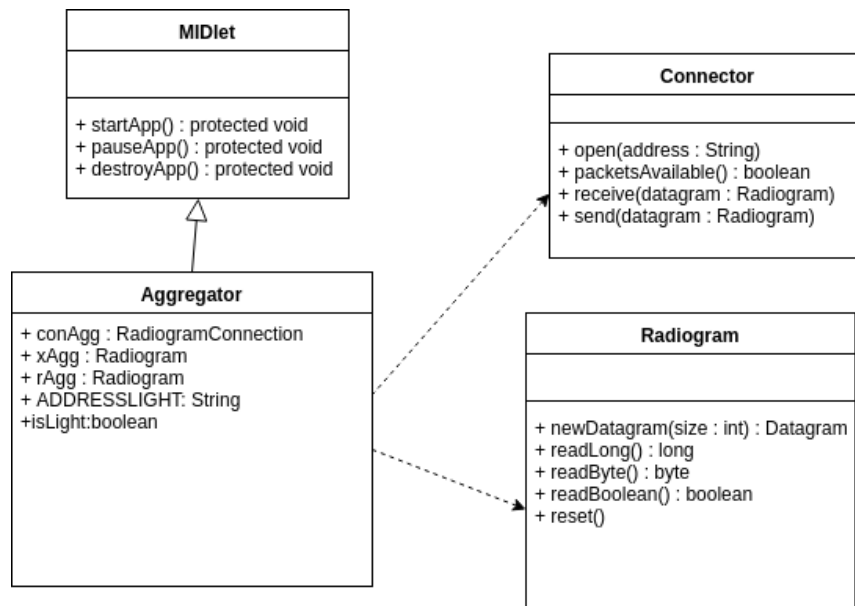 MIDlet
+ startApp() : protected void
+ pauseApp() : protected void
+ destroyApp() : protected void
Connector
+ open(address : String)
+ packetsAvailable() : boolean
+ receive(datagram : Radiogram)
+ send(datagram : Radiogram)
Aggregator
+ conAgg : RadiogramConnection
+ xAgg : Radiogram
+ rAgg : Radiogram
+ ADDRESSLIGHT: String
+isLight:boolean
Radiogram
+ newDatagram(size : int) : Datagram
+ readLong() : long
+ readByte() : byte
+ readBoolean() : boolean
+ reset()